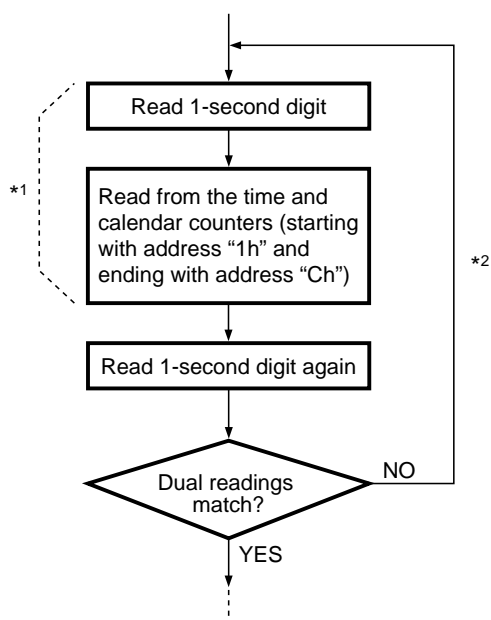 Read 1-second digit
*1
Read from the time and
calendar counters (starting
with address “1h” and
ending with address “Ch”)
*2
Read 1-second digit again
Dual readings
match?
NO
YES